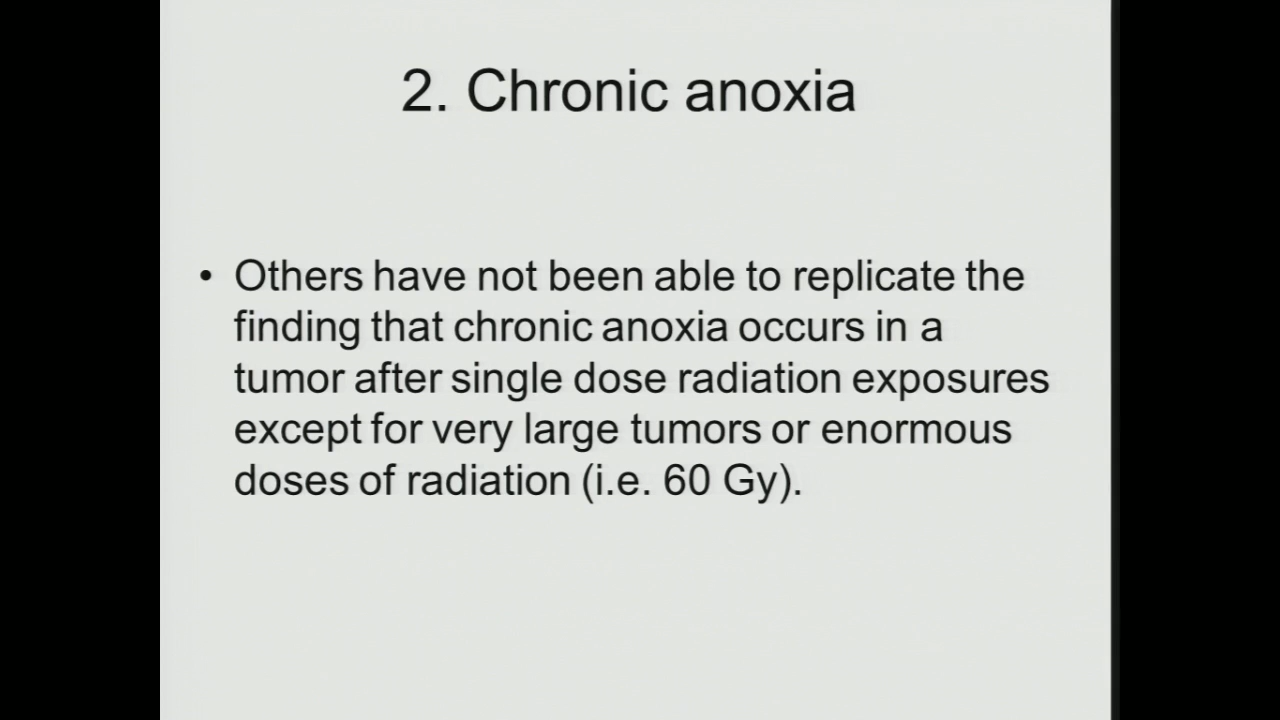 2. Chronic anoxia
• Others have not been able to replicate the
finding that chronic anoxia occurs in a
tumor after single dose radiation exposures
except for very large tumors or enormous
doses of radiation (i.e. 60 Gy).